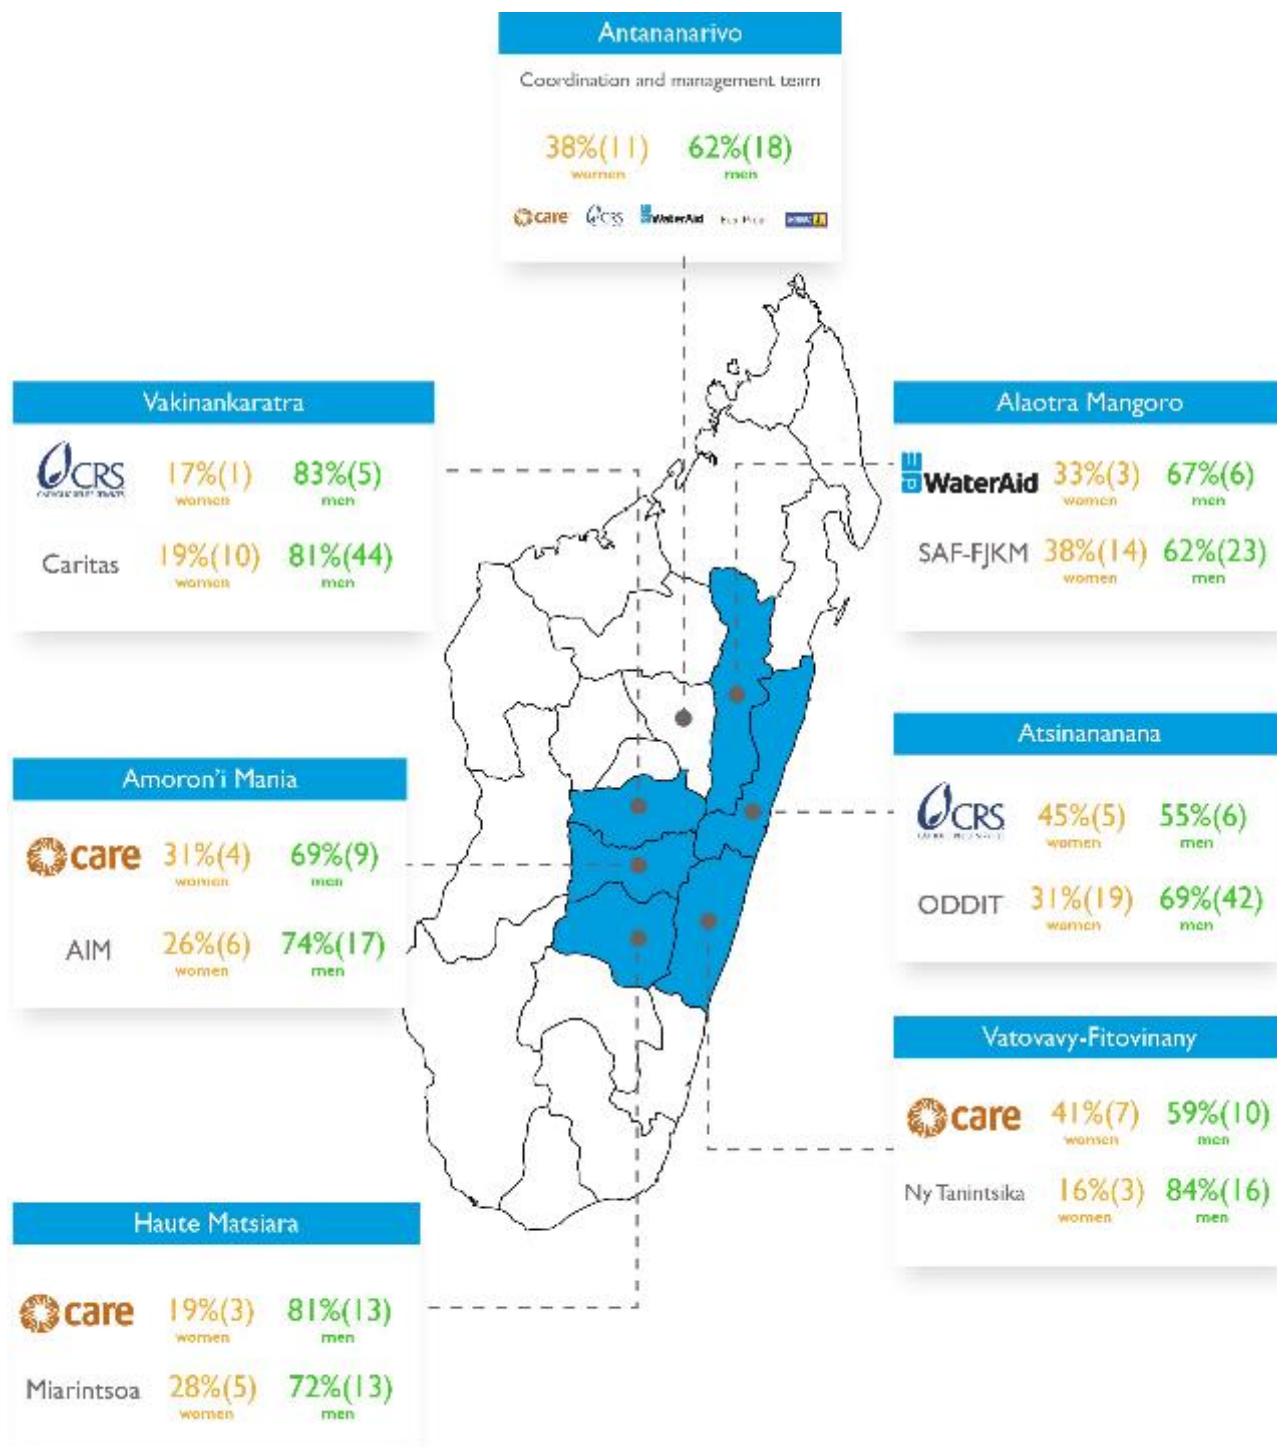 Antananarivo
Coordination and management team
38%(11) 62%(18)
women men
care CRS WaterAid
Vakinankaratra
CRS 17%(1) 83%(5)
women men
Caritas 19%(10) 81%(44)
women men
Alaotra Mangoro
WaterAid 33%(3) 67%(6)
women men
SAF-FJKM 38%(14) 62%(23)
women men
Amoron'i Mania
care 31%(4) 69%(9)
women men
AIM 26%(6) 74%(17)
women men
Atsinananana
CRS 45%(5) 55%(6)
women men
ODDIT 31%(19) 69%(42)
women men
Vatovavy-Fitovinany
care 41%(7) 59%(10)
women men
Ny Tanintsika 16%(3) 84%(16)
women men
Haute Matsiara
care 19%(3) 81%(13)
women men
Miarintsoa 28%(5) 72%(13)
women men